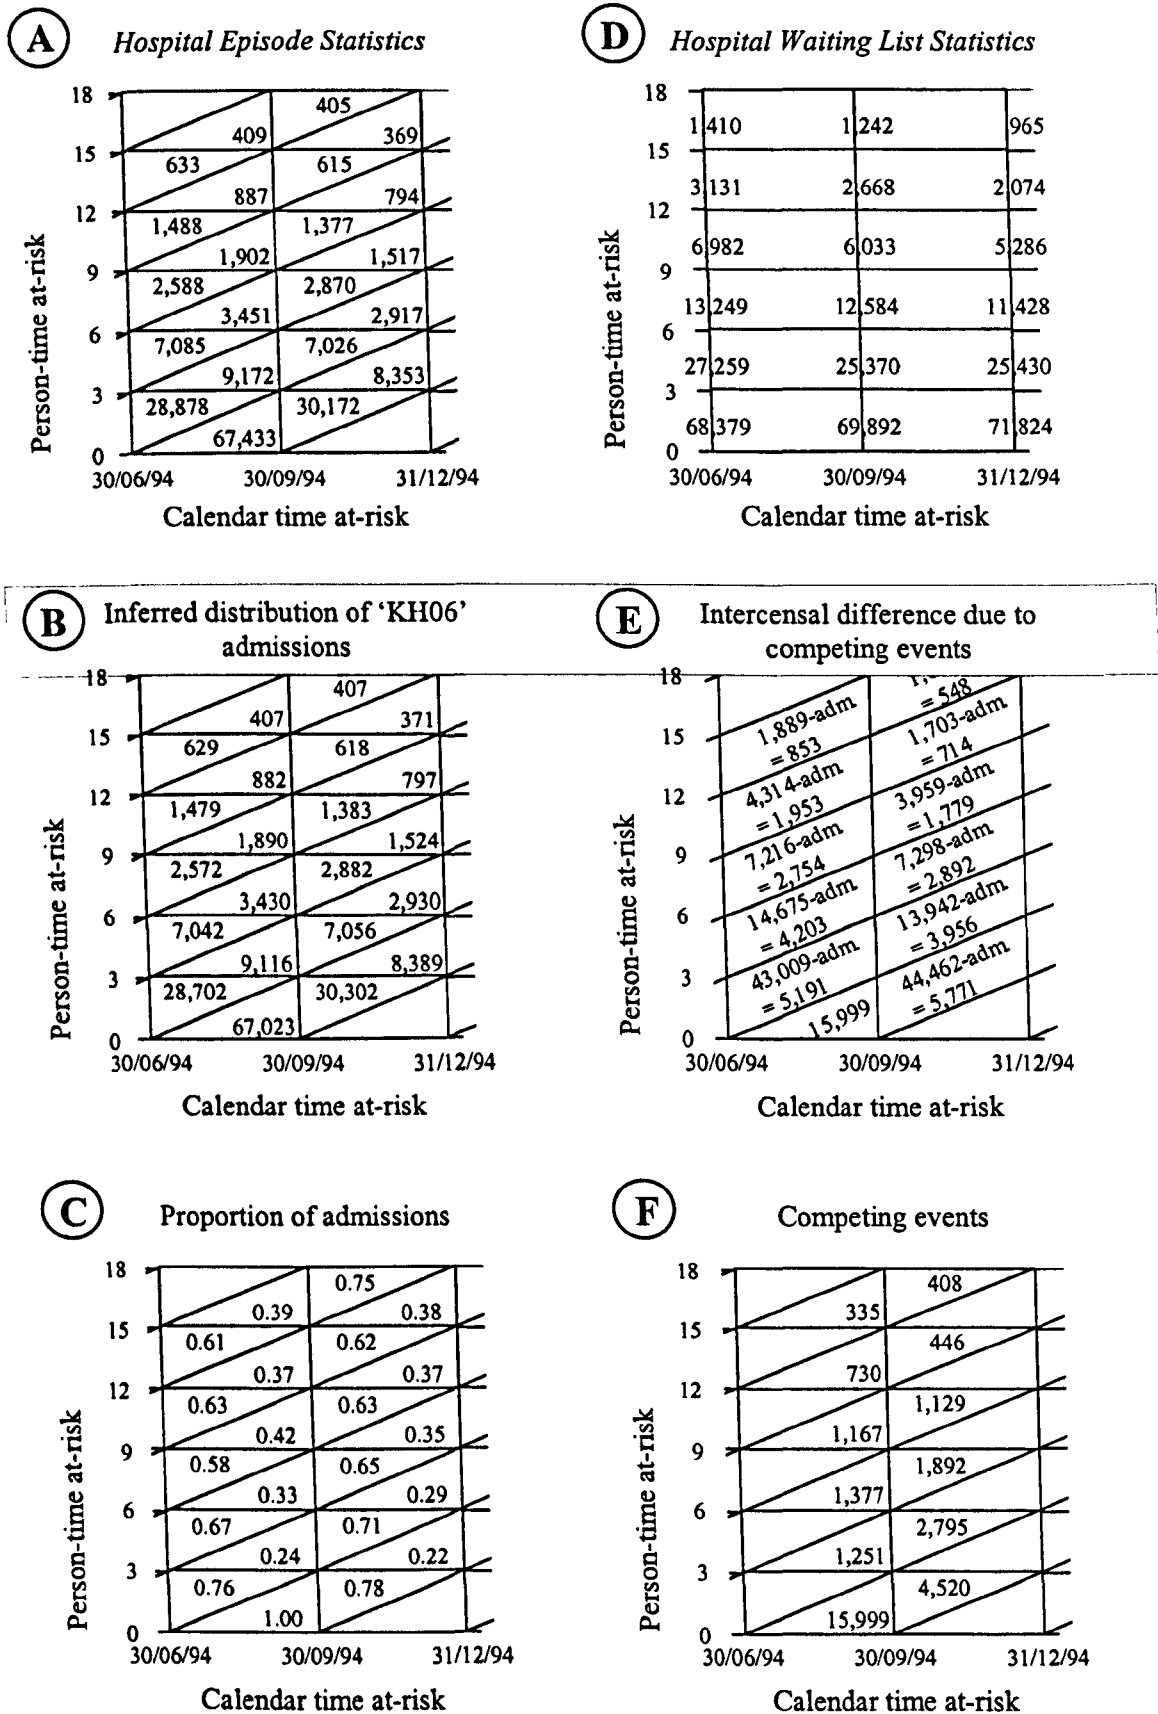 A Hospital Episode Statistics
18
405
409 369
15
633 615
887 794
12
1,488 1,377
1,902 1,517
9
2,588 2,870
3,451 2,917
6
7,085 7,026
9,172 8,353
3
28,878 30,172
67,433
0
30/06/94 30/09/94 31/12/94
Person-time at-risk
Calendar time at-risk
D Hospital Waiting List Statistics
18
1,410 1,242 965
15
3,131 2,668 2,074
12
6,982 6,033 5,286
9
13,249 12,584 11,428
6
27,259 25,370 25,430
3
68,379 69,892 71,824
0
30/06/94 30/09/94 31/12/94
Person-time at-risk
Calendar time at-risk
B Inferred distribution of ‘KH06’
admissions
18
407
407 371
15
629 618
882 797
12
1,479 1,383
1,890 1,524
9
2,572 2,882
3,430 2,930
6
7,042 7,056
9,116 8,389
3
28,702 30,302
67,023
0
30/06/94 30/09/94 31/12/94
Person-time at-risk
Calendar time at-risk
E Intercensal difference due to
competing events
18
= 548
1,889-adm 1,703-adm
= 853 = 714
15
4,314-adm 3,959-adm
= 1,953 = 1,779
12
7,216-adm 7,298-adm
= 2,754 = 2,892
9
14,675-adm 13,942-adm
= 4,203 = 3,956
6
43,009-adm 44,462-adm
= 5,191 = 5,771
3
15,999
0
30/06/94 30/09/94 31/12/94
Person-time at-risk
Calendar time at-risk
C Proportion of admissions
18
0.75
0.39 0.38
15
0.61 0.62
0.37 0.37
12
0.63 0.63
0.42 0.35
9
0.58 0.65
0.33 0.29
6
0.67 0.71
0.24 0.22
3
0.76 0.78
1.00
0
30/06/94 30/09/94 31/12/94
Person-time at-risk
Calendar time at-risk
F Competing events
18
408
335
15
446
730
12
1,129
1,167
9
1,892
1,377
6
2,795
1,251
3
4,520
15,999
0
30/06/94 30/09/94 31/12/94
Person-time at-risk
Calendar time at-risk